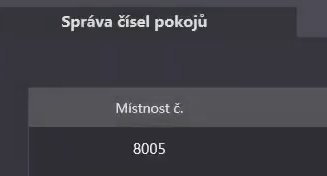 Správa čísel pokojů
Místnost č.
8005